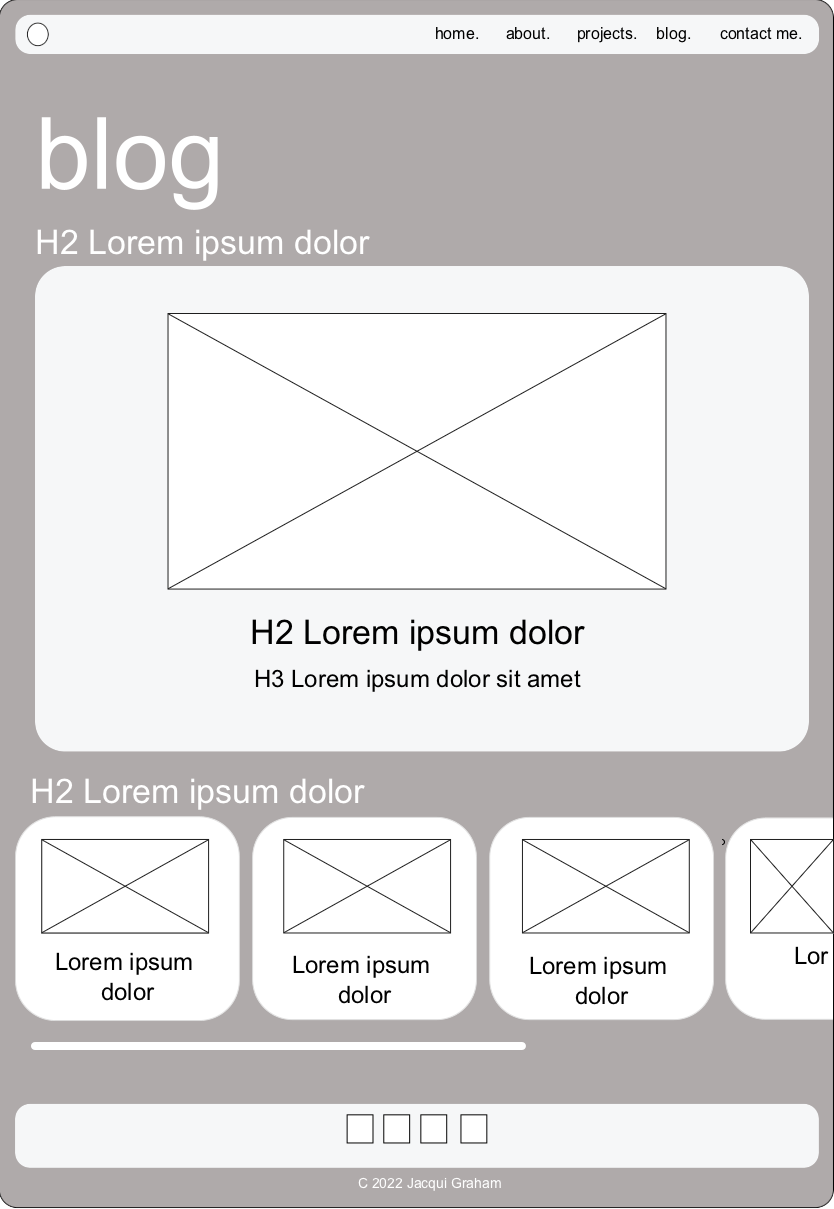 home. about. projects. blog. contact me.
blog
H2 Lorem ipsum dolor
H2 Lorem ipsum dolor
H3 Lorem ipsum dolor sit amet
H2 Lorem ipsum dolor
Lorem ipsum
dolor
Lorem ipsum
dolor
Lorem ipsum
dolor
Lor
C 2022 Jacqui Graham